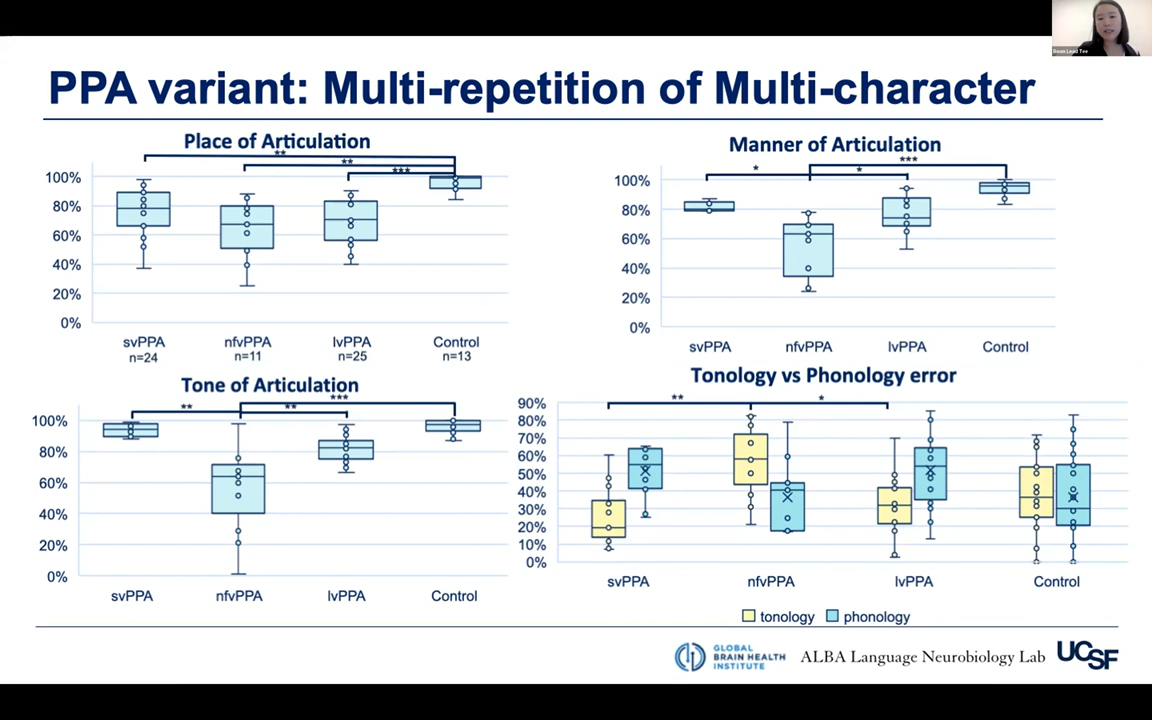 Boon Lead Tee
PPA variant: Multi-repetition of Multi-character
Place of Articulation
**
**
***
100%
80%
60%
40%
20%
0%
svPPA
nfvPPA
lvPPA
Control
n=24
n=11
n=25
n=13
Manner of Articulation
***
*
*
100%
80%
60%
40%
20%
0%
svPPA
nfvPPA
lvPPA
Control
Tone of Articulation
***
**
**
100%
80%
60%
40%
20%
0%
svPPA
nfvPPA
lvPPA
Control
Tonology vs Phonology error
**
*
90%
80%
70%
60%
50%
40%
30%
20%
10%
0%
svPPA
nfvPPA
lvPPA
Control
tonology
phonology
GLOBAL
BRAIN HEALTH
INSTITUTE
ALBA Language Neurobiology Lab
UCSF